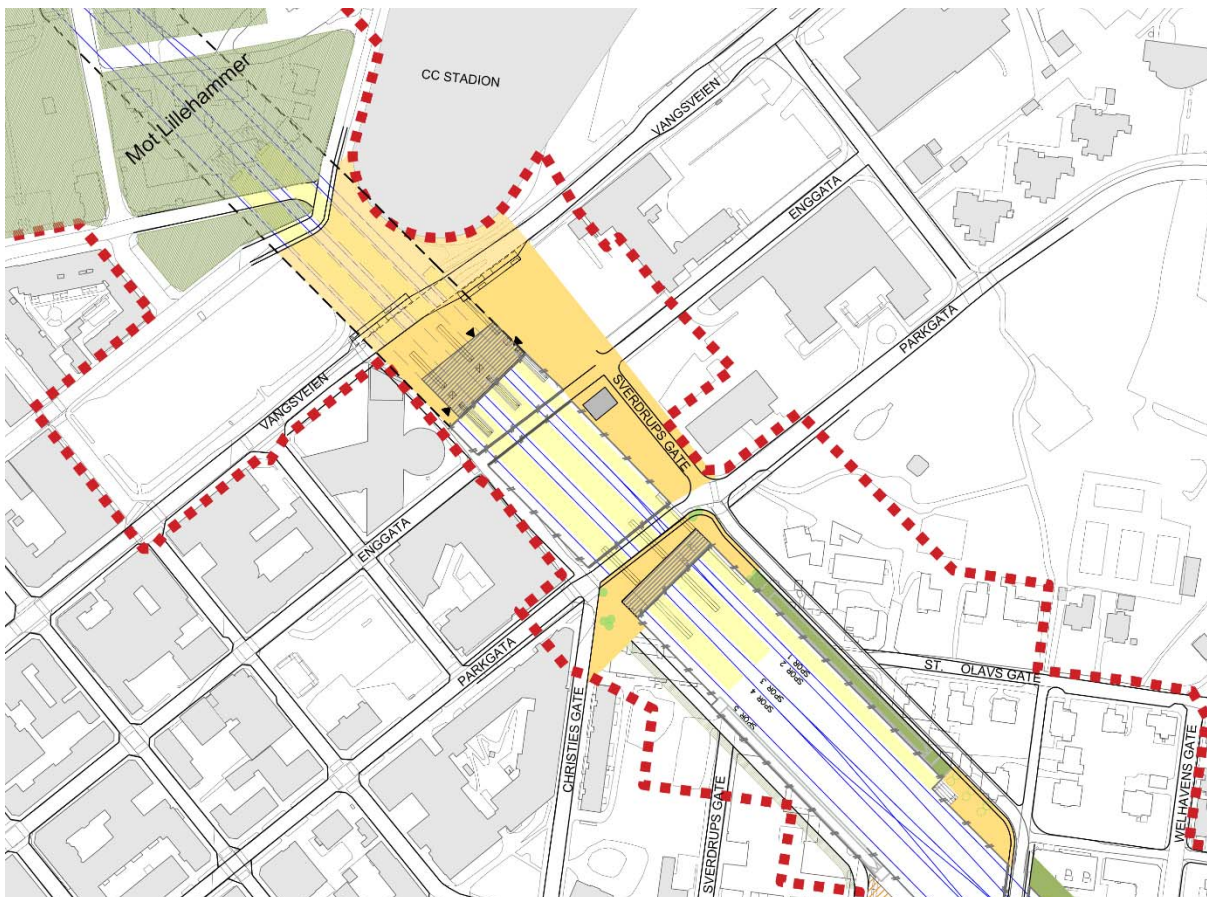 CC STADION
Mot Lillehammer
VANGSVEIEN
ENGGATA
PARKGATA
SVERDRUPS GATE
VANGSVEIEN
ENGGATA
PARKGATA
ST. OLAVS GATE
SPOR 1
SPOR 2
SPOR 3
SPOR 4
SPOR 5
CHRISTIES GATE
SVERDRUPS GATE
WELHAVENS GATE